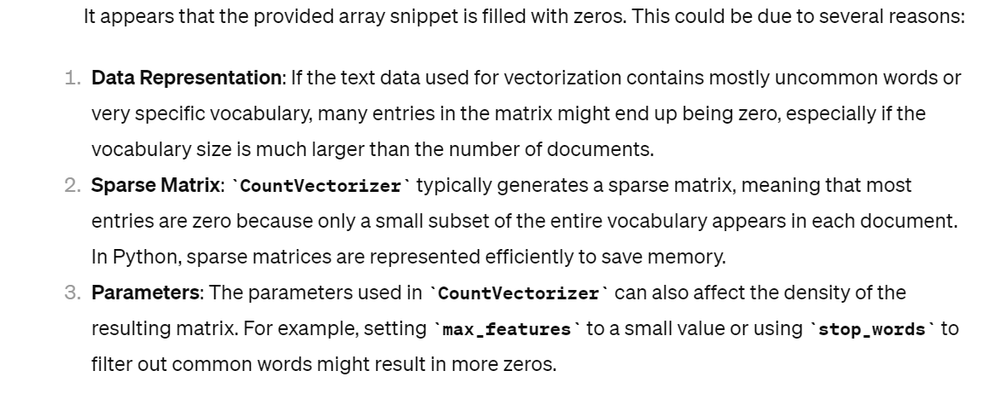 It appears that the provided array snippet is filled with zeros. This could be due to several reasons:
1. Data Representation: If the text data used for vectorization contains mostly uncommon words or
very specific vocabulary, many entries in the matrix might end up being zero, especially if the
vocabulary size is much larger than the number of documents.
2. Sparse Matrix: `CountVectorizer` typically generates a sparse matrix, meaning that most
entries are zero because only a small subset of the entire vocabulary appears in each document.
In Python, sparse matrices are represented efficiently to save memory.
3. Parameters: The parameters used in `CountVectorizer` can also affect the density of the
resulting matrix. For example, setting `max_features` to a small value or using `stop_words` to
filter out common words might result in more zeros.